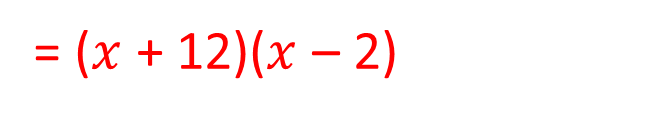 = (x + 12)(x – 2)